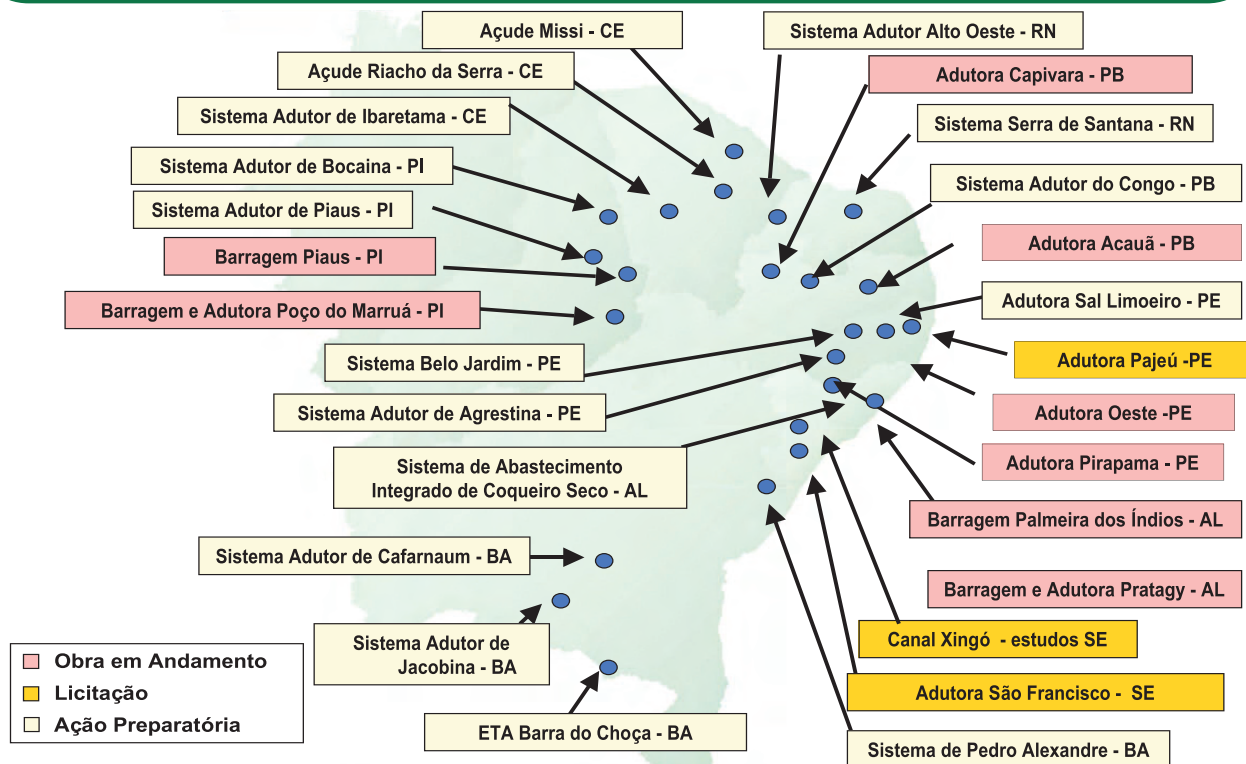 Açude Missi - CE
Sistema Adutor Alto Oeste - RN
Açude Riacho da Serra - CE
Adutora Capivara - PB
Sistema Adutor de Ibaretama - CE
Sistema Serra de Santana - RN
Sistema Adutor de Bocaina - PI
Sistema Adutor do Congo - PB
Sistema Adutor de Piaus - PI
Barragem Piaus - PI
Adutora Acauã - PB
Barragem e Adutora Poço do Marruá - PI
Adutora Sal Limoeiro - PE
Sistema Belo Jardim - PE
Adutora Pajeú -PE
Sistema Adutor de Agrestina - PE
Adutora Oeste -PE
Sistema de Abastecimento
Integrado de Coqueiro Seco - AL
Adutora Pirapama - PE
Barragem Palmeira dos Índios - AL
Sistema Adutor de Cafarnaum - BA
Barragem e Adutora Pratagy - AL
Sistema Adutor de
Jacobina - BA
Canal Xingó - estudos SE
Adutora São Francisco - SE
ETA Barra do Choça - BA
Sistema de Pedro Alexandre - BA
Obra em Andamento
Licitação
Ação Preparatória